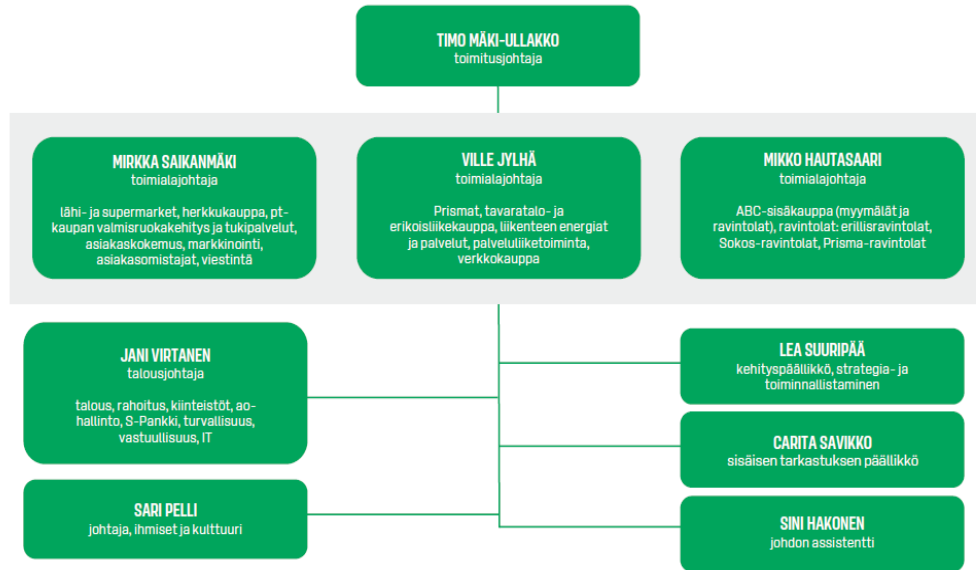 TIMO MÄKI-ULLAKKO
toimitusjohtaja
MIRKKA SAIKANMÄKI
toimialajohtaja
lähi- ja supermarket, herkkukauppa, pt-
kaupan valmisruokakehitys ja tukipalvelut,
asiakaskokemus, markkinointi,
asiakasomistajat, viestintä
VILLE JYLHÄ
toimialajohtaja
Prismat, tavaratalo- ja
erikoisliikekauppa, liikenteen energiat
ja palvelut, palveluliiketoiminta,
verkkokauppa
MIKKO HAUTASAARI
toimialajohtaja
ABC-sisäkauppa (myymälät ja
ravintolat), ravintolat: erillisravintolat,
Sokos-ravintolat, Prisma-ravintolat
JANI VIRTANEN
talousjohtaja
talous, rahoitus, kiinteistöt, ao-
hallinto, S-Pankki, turvallisuus,
vastuullisuus, IT
LEA SUURIPÄÄ
kehityspäällikkö, strategia- ja
toiminnallistaminen
CARITA SAVIKKO
sisäisen tarkastuksen päällikkö
SARI PELLI
johtaja, ihmiset ja kulttuuri
SINI HAKONEN
johdon assistentti